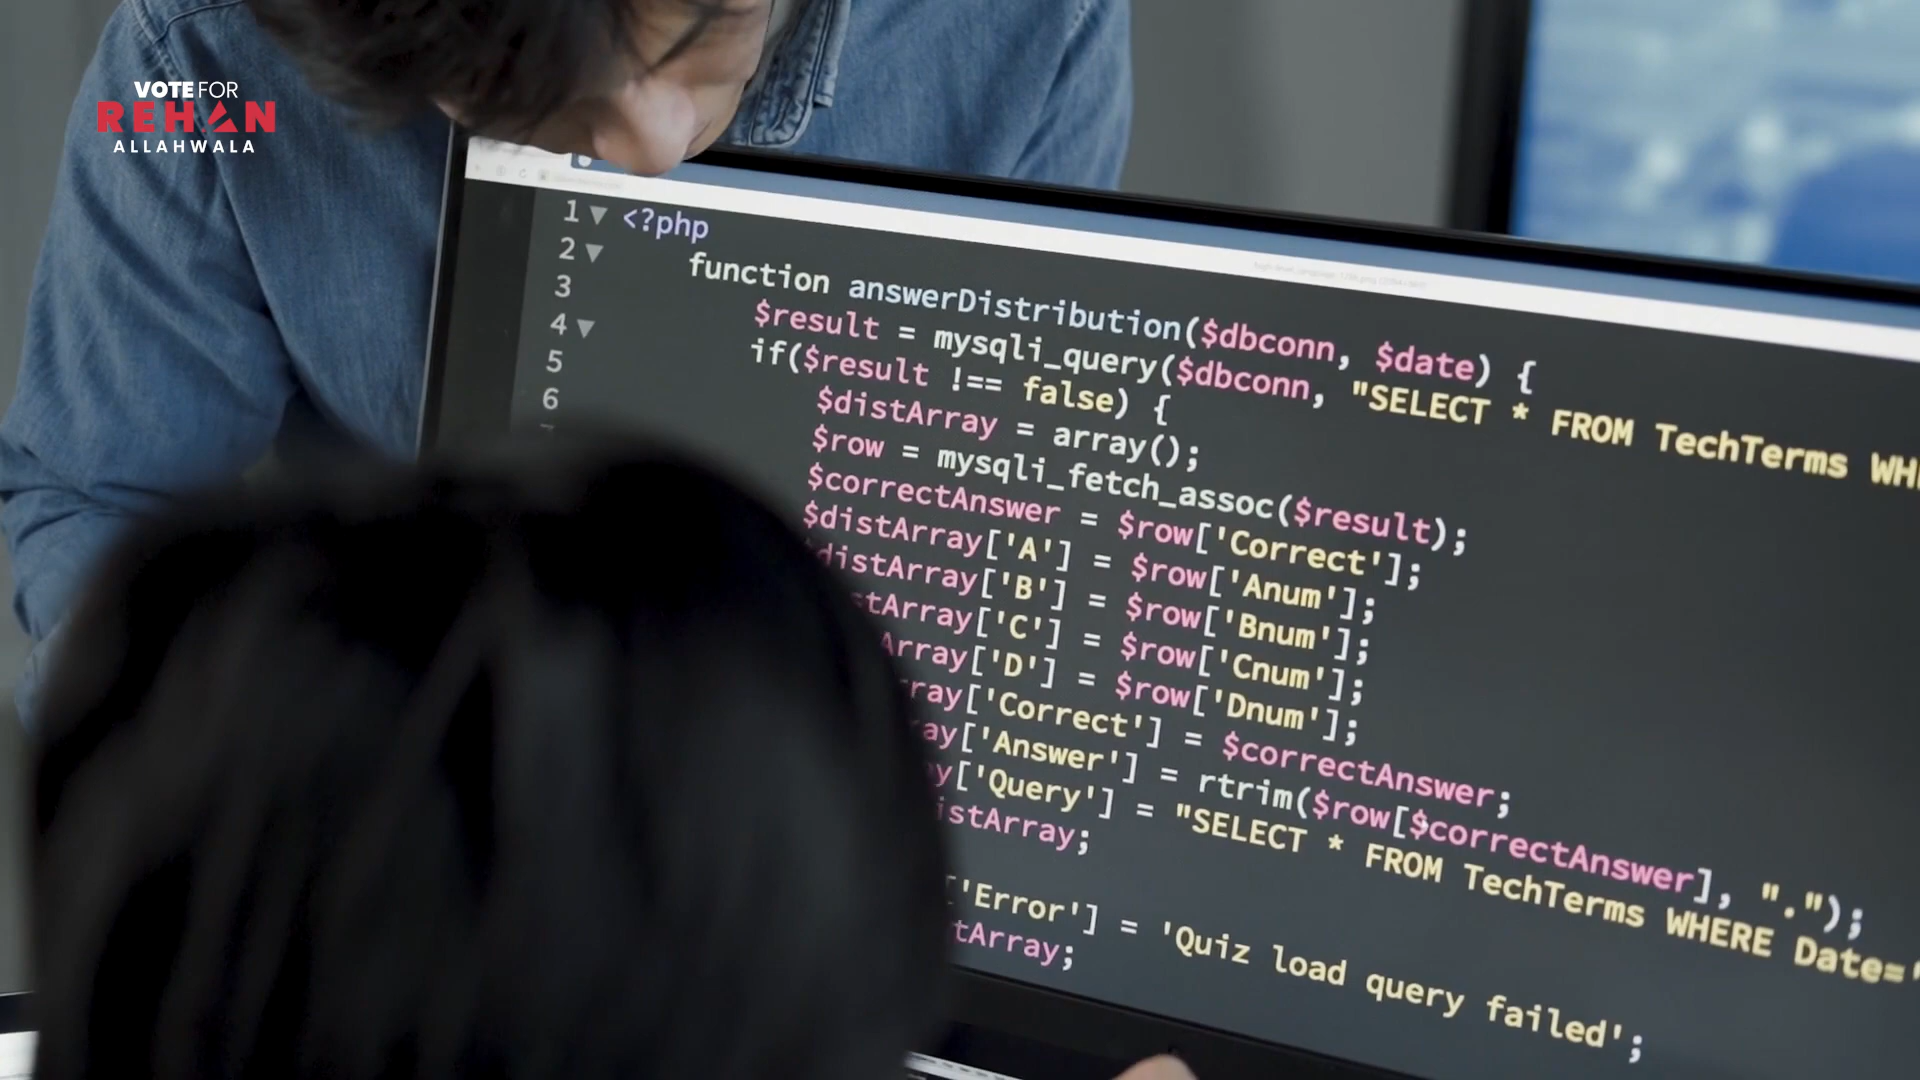 VOTE FOR
REHAN
ALLAHWALA
1 <?php
2 function answerDistribution($dbconn, $date) {
3 $result = mysqli_query($dbconn, "SELECT * FROM TechTerms
4 if($result !== false) {
5 $distArray = array();
6 $row = mysqli_fetch_assoc($result);
$correctAnswer = $row['Correct'];
$distArray['A'] = $row['Anum'];
distArray['B'] = $row['Bnum'];
tArray['C'] = $row['Cnum'];
Array['D'] = $row['Dnum'];
ray['Correct'] = $correctAnswer;
ay['Answer'] = rtrim($row[$correctAnswer], ".");
y['Query'] = "SELECT * FROM TechTerms WHERE Date='
istArray;
['Error'] = 'Quiz load query failed';
tArray;